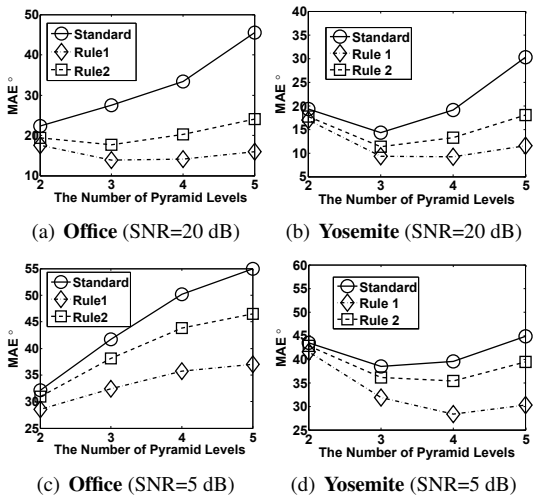 50
40
30
20
10
MAE °
Standard
Rule1
Rule2
2 3 4 5
The Number of Pyramid Levels
(a) Office (SNR=20 dB)
40
35
30
25
20
15
10
5
MAE °
Standard
Rule 1
Rule 2
2 3 4 5
The Number of Pyramid Levels
(b) Yosemite (SNR=20 dB)
55
50
45
40
35
30
25
MAE °
Standard
Rule1
Rule2
2 3 4 5
The Number of Pyramid Levels
(c) Office (SNR=5 dB)
60
55
50
45
40
35
30
25
MAE °
Standard
Rule 1
Rule 2
2 3 4 5
The Number of Pyramid Levels
(d) Yosemite (SNR=5 dB)